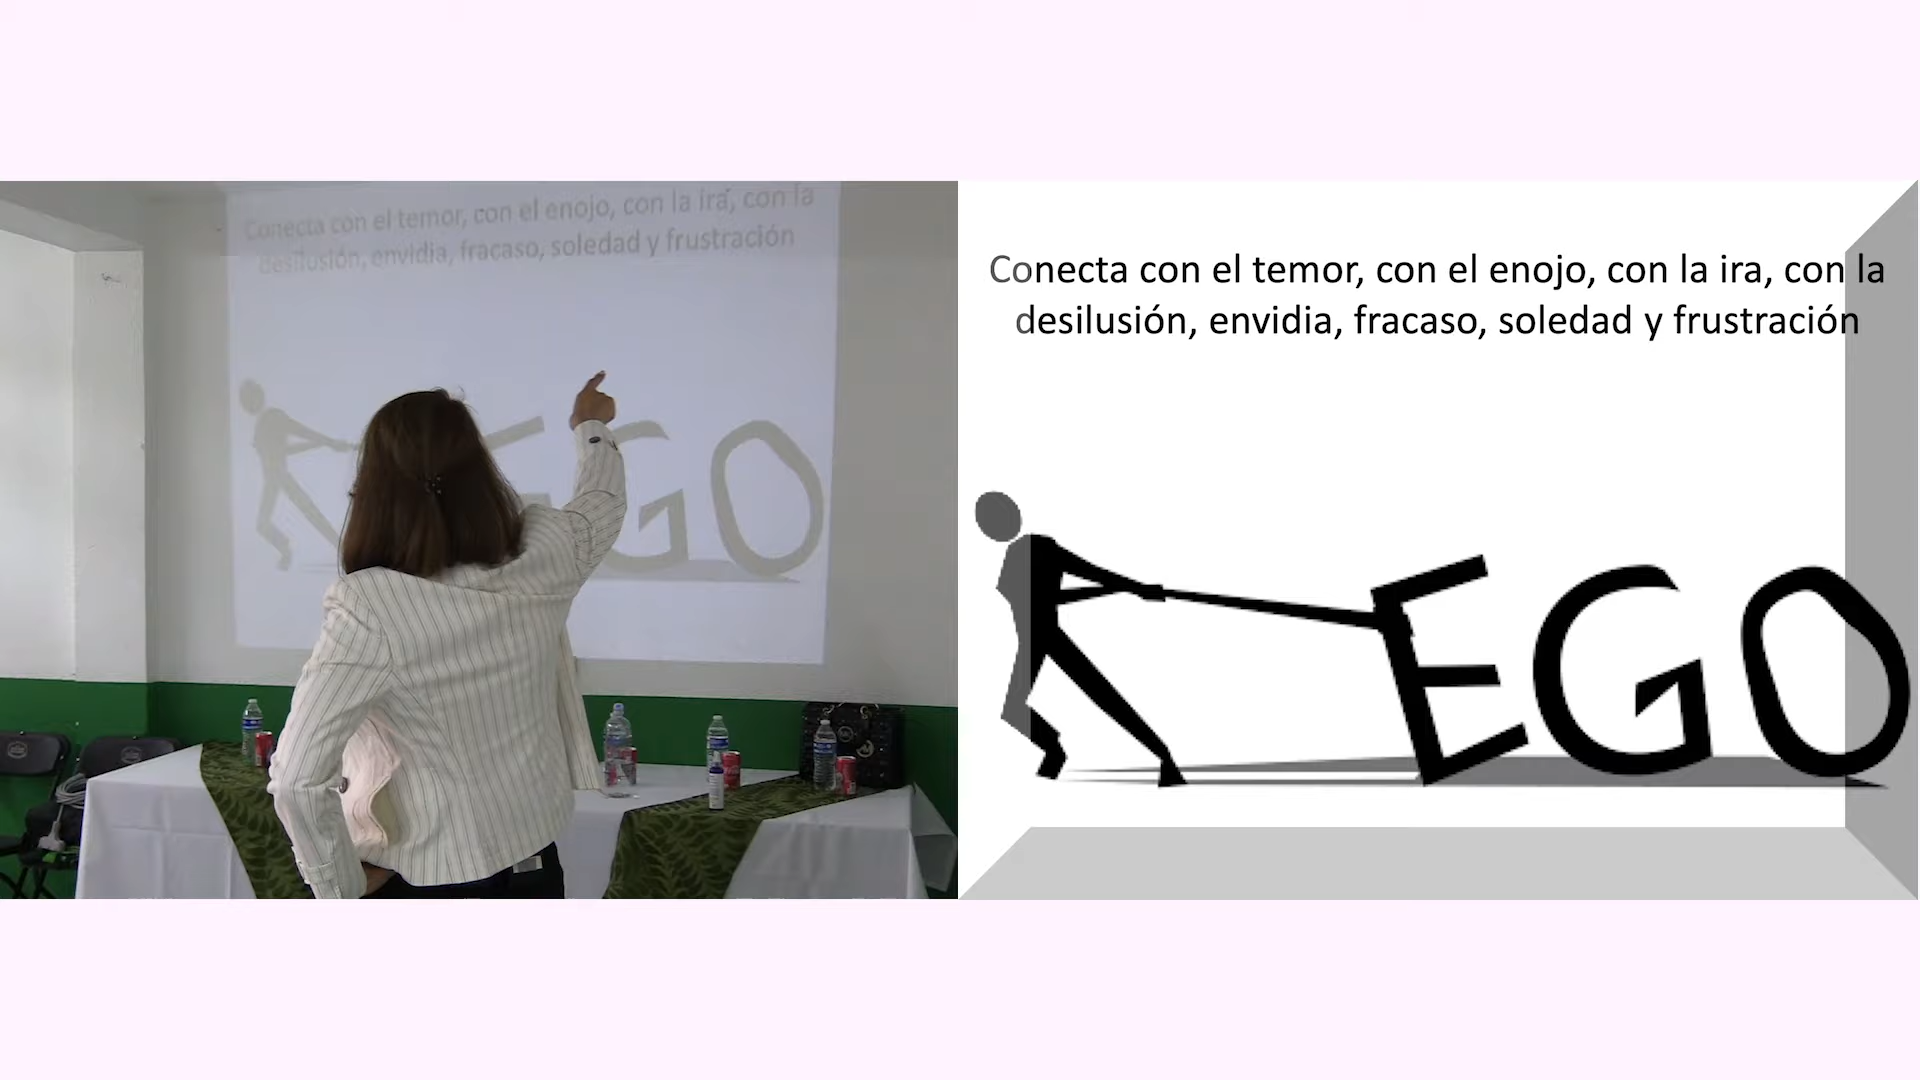 Conecta con el temor, con el enojo, con la ira, con la
desilusión, envidia, fracaso, soledad y frustración
EGO
Conecta con el temor, con el enojo, con la ira, con la
desilusión, envidia, fracaso, soledad y frustración
EGO